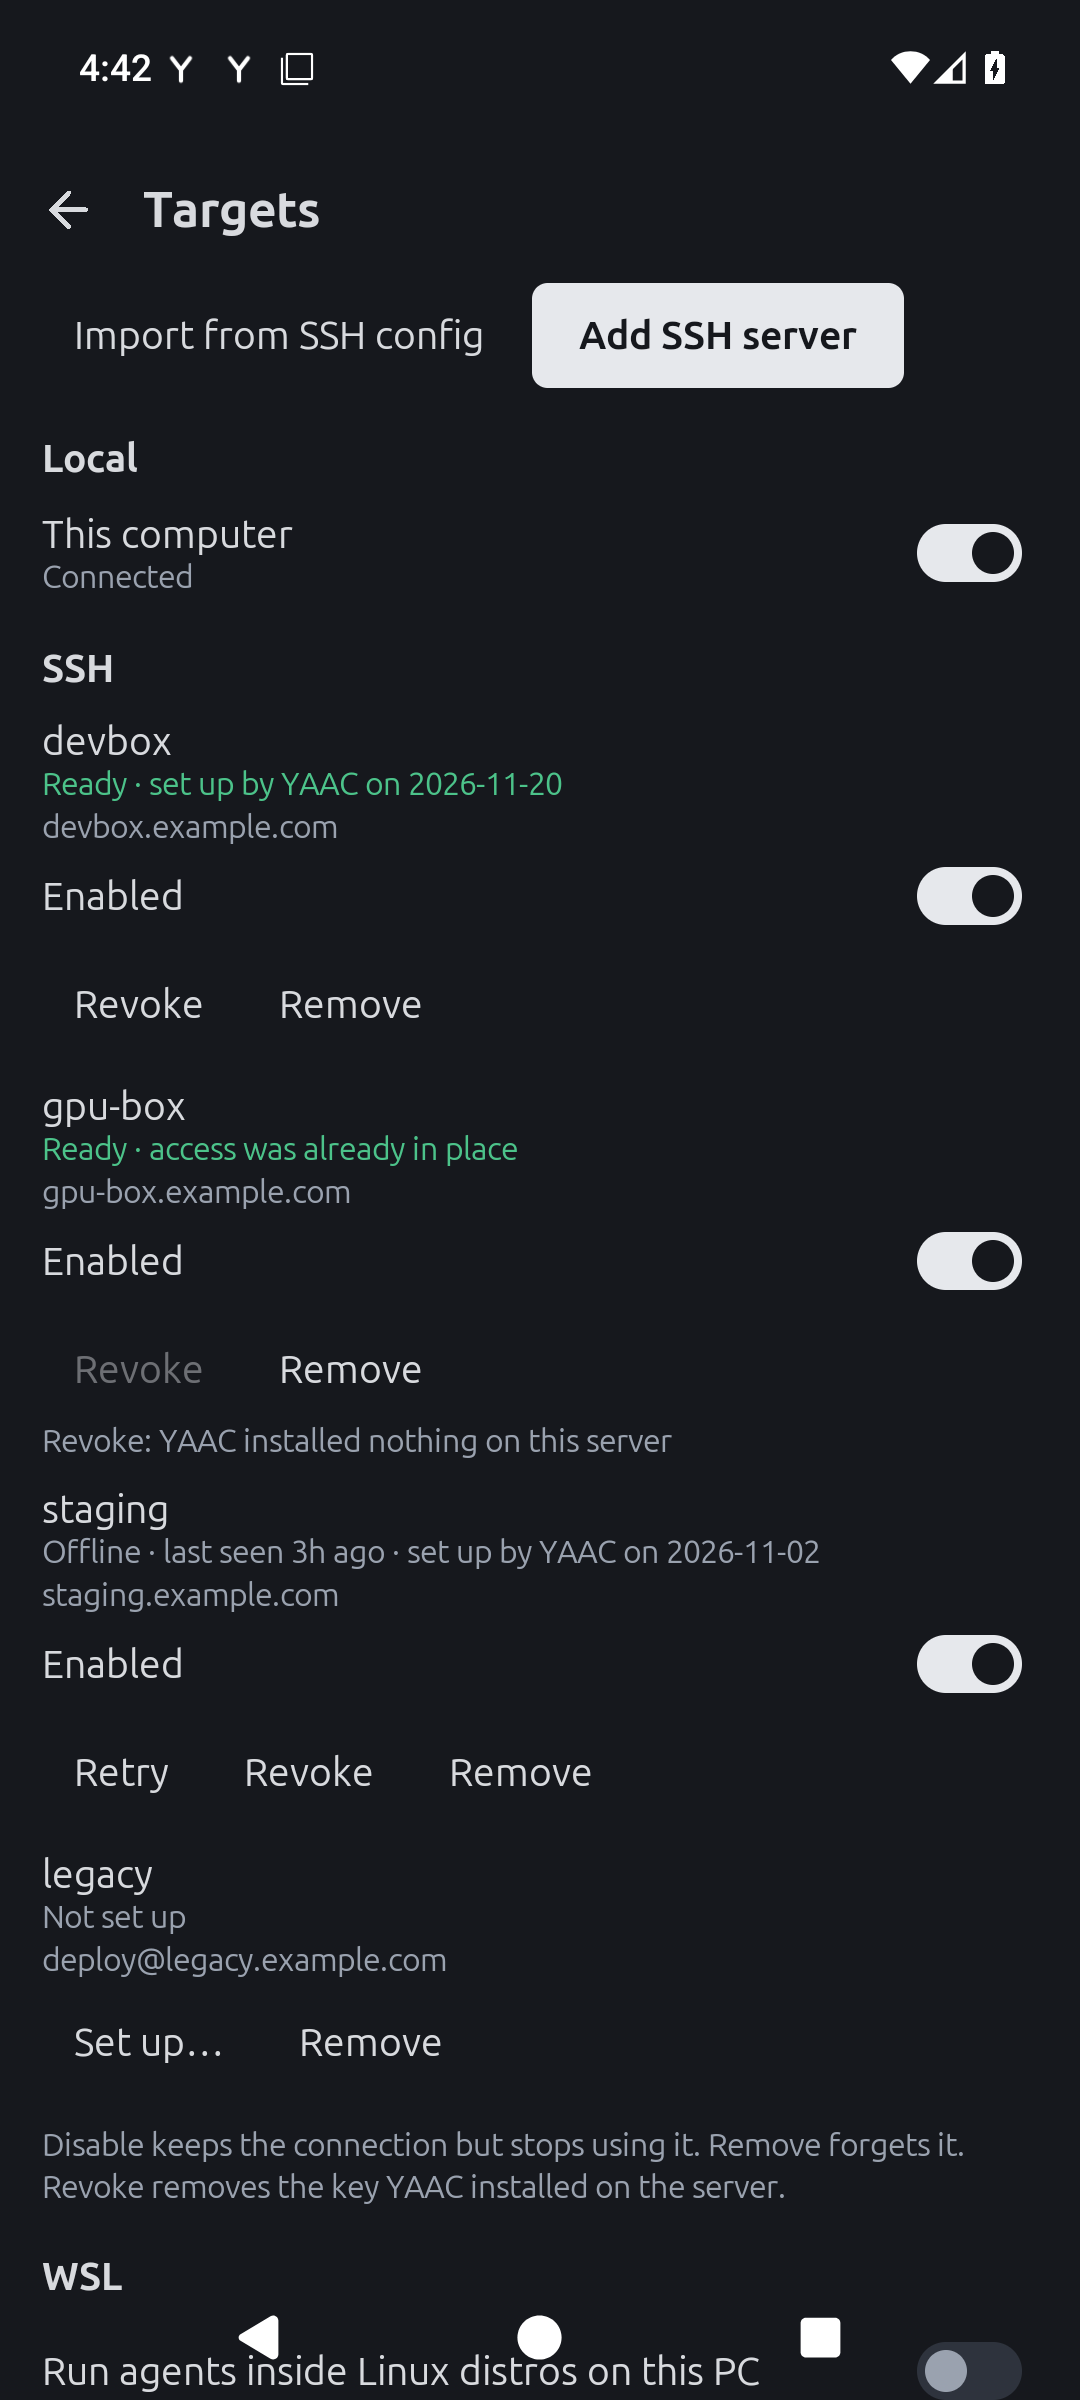 4:42
Targets
Import from SSH config
Add SSH server
Local
This computer
Connected
SSH
devbox
Ready · set up by YAAC on 2026-11-20
devbox.example.com
Enabled
Revoke
Remove
gpu-box
Ready · access was already in place
gpu-box.example.com
Enabled
Revoke
Remove
Revoke: YAAC installed nothing on this server
staging
Offline · last seen 3h ago · set up by YAAC on 2026-11-02
staging.example.com
Enabled
Retry
Revoke
Remove
legacy
Not set up
deploy@legacy.example.com
Set up…
Remove
Disable keeps the connection but stops using it. Remove forgets it.
Revoke removes the key YAAC installed on the server.
WSL
Run agents inside Linux distros on this PC